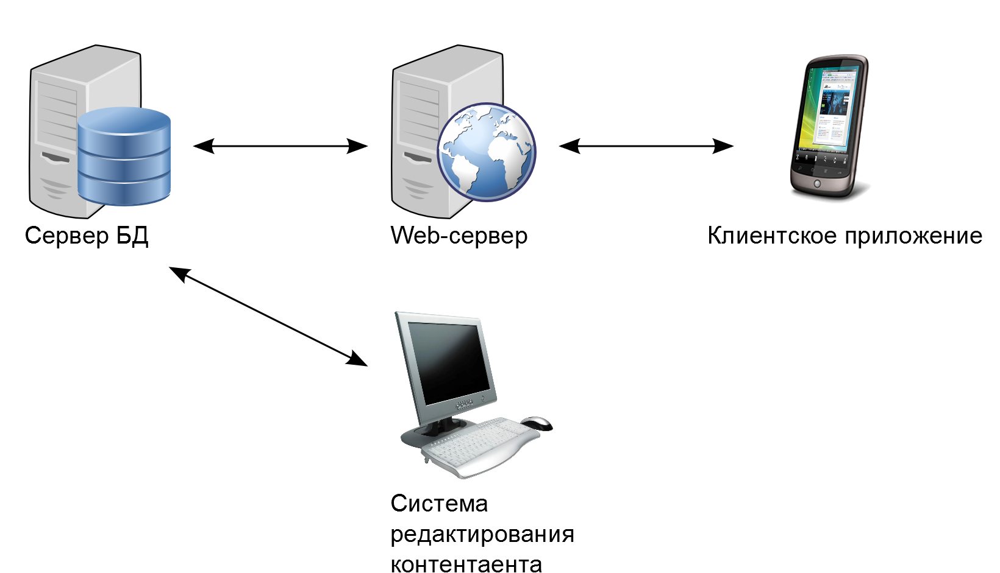 Сервер БД
Web-сервер
Клиентское приложение
Система
редактирования
контентаента